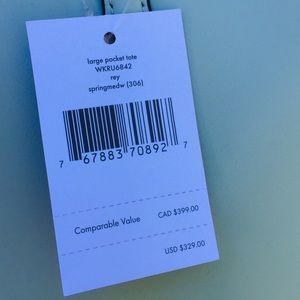 large pocket tote
WKRU6842
rey
springmedw (306)
7 67883 70892 7
Comparable Value CAD $399.00
USD $329.00